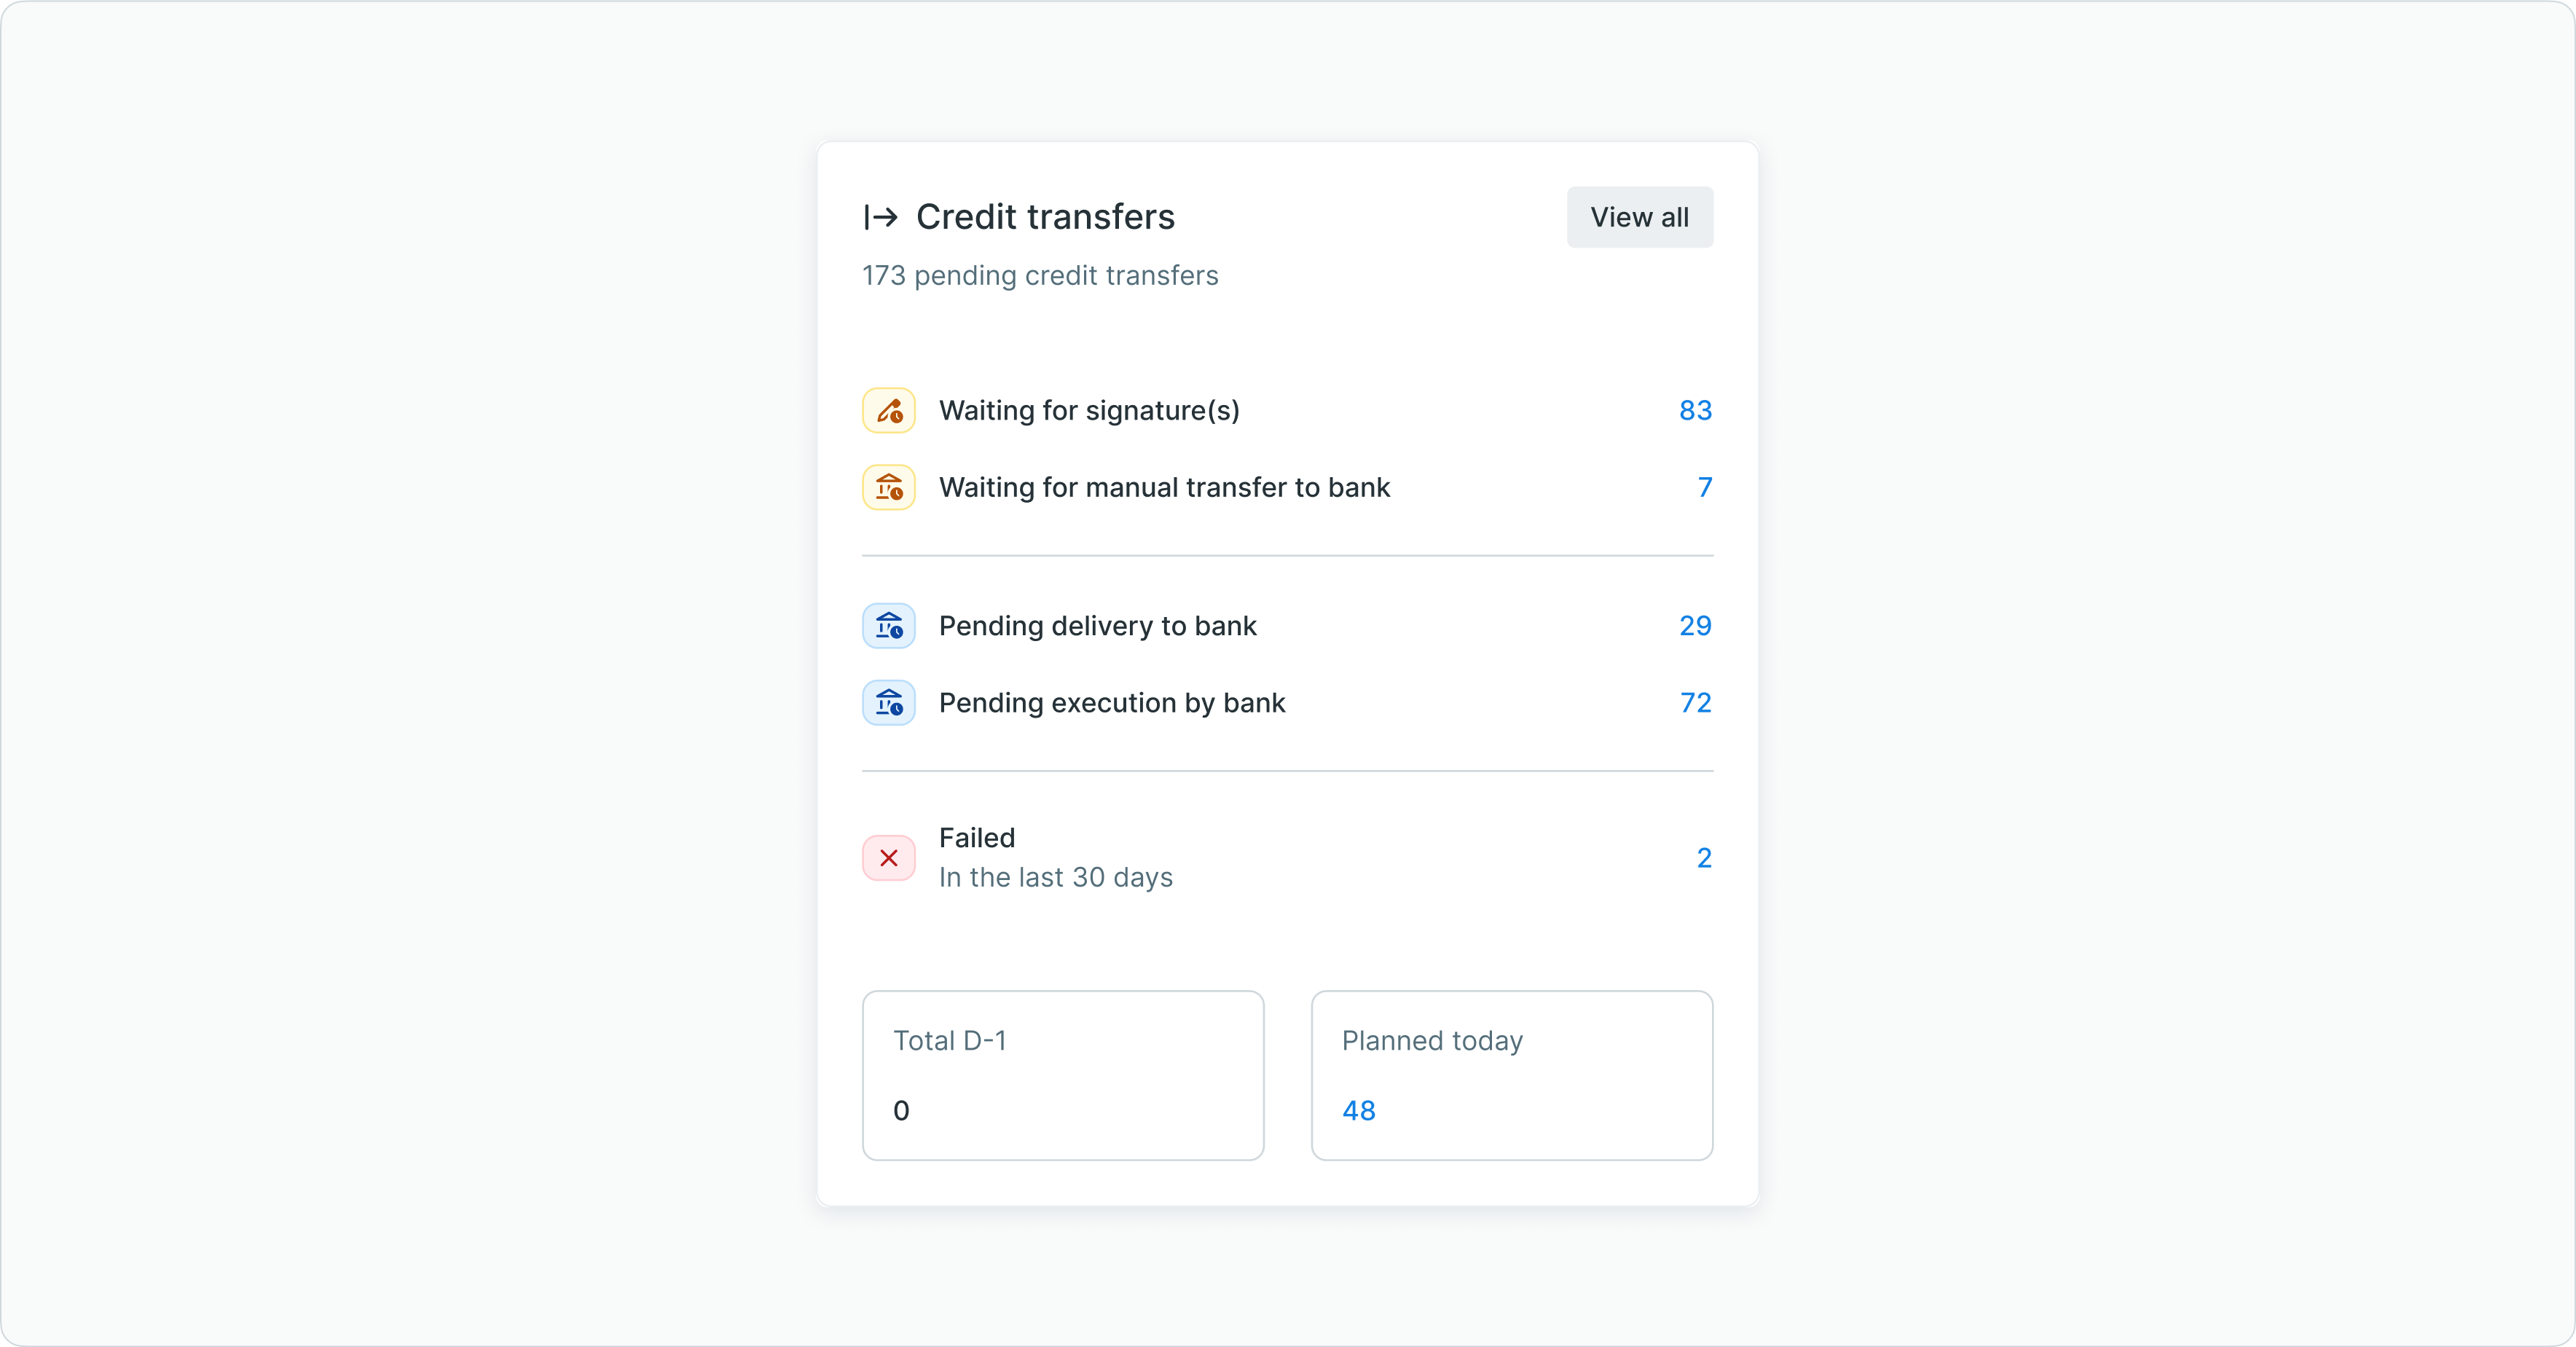 Credit transfers
View all
173 pending credit transfers
Waiting for signature(s)
83
Waiting for manual transfer to bank
7
Pending delivery to bank
29
Pending execution by bank
72
Failed
In the last 30 days
2
Total D-1
0
Planned today
48